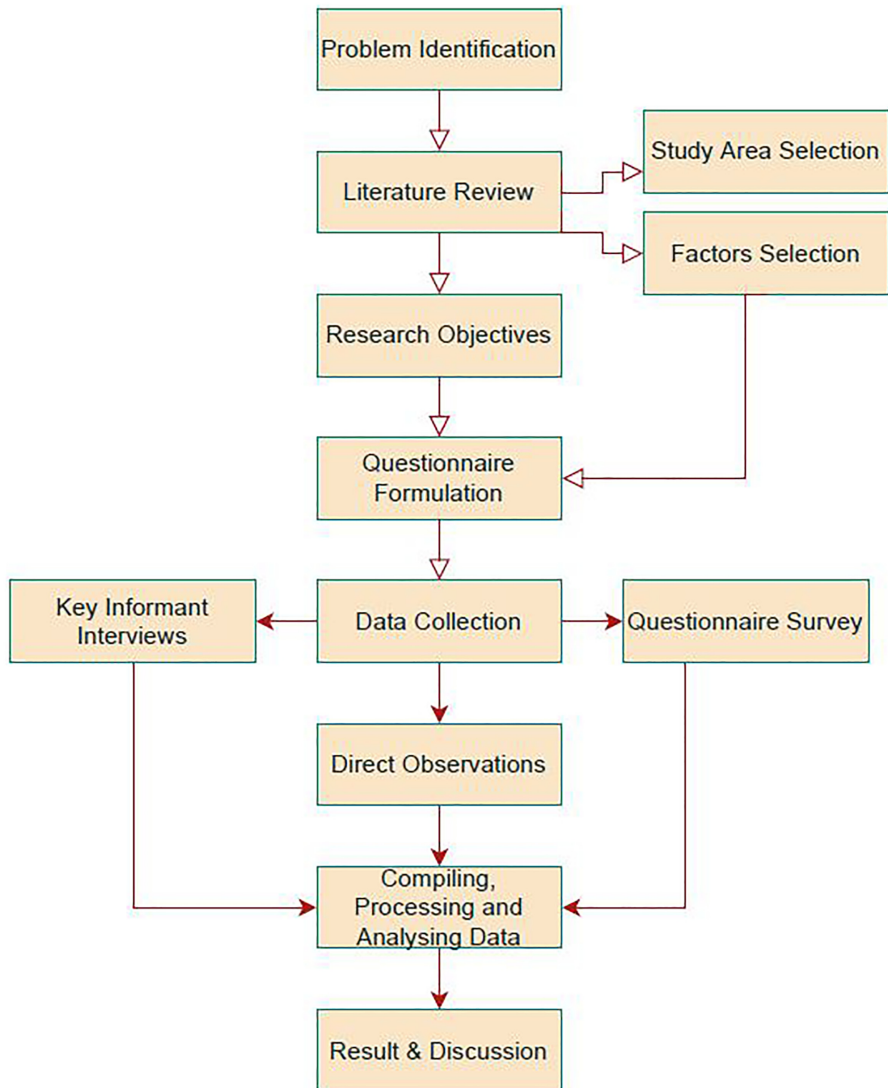 Problem Identification
Study Area Selection
Literature Review
Factors Selection
Research Objectives
Questionnaire
Formulation
Key Informant
Interviews
Data Collection
Questionnaire Survey
Direct Observations
Compiling,
Processing and
Analysing Data
Result & Discussion